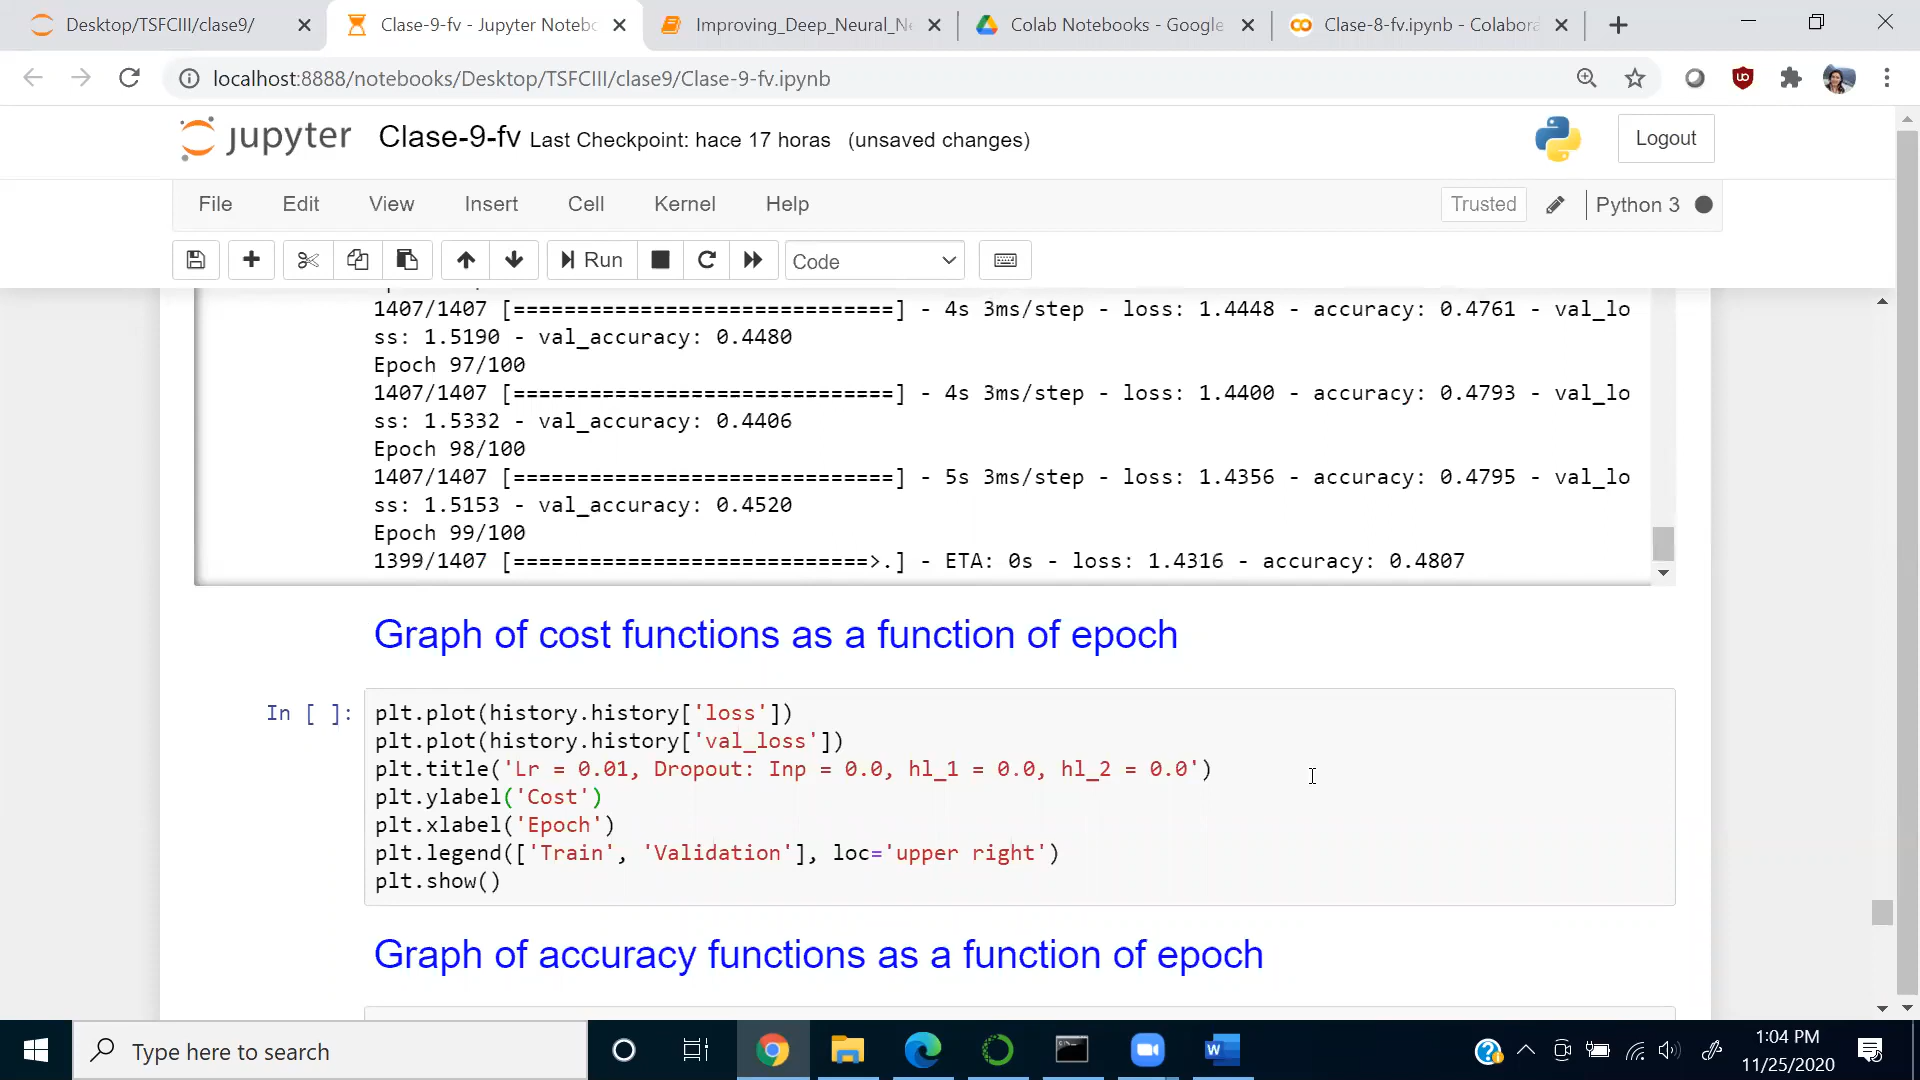 Desktop/TSFCIII/clase9/
Clase-9-fv - Jupyter Notebo
Improving_Deep_Neural_Ne
Colab Notebooks - Google
Clase-8-fv.ipynb - Colabora
localhost:8888/notebooks/Desktop/TSFCIII/clase9/Clase-9-fv.ipynb
jupyter Clase-9-fv Last Checkpoint: hace 17 horas (unsaved changes)
Logout
File Edit View Insert Cell Kernel Help
Trusted Python 3
Run Code
1407/1407 [==============================] - 4s 3ms/step - loss: 1.4448 - accuracy: 0.4761 - val_lo
ss: 1.5190 - val_accuracy: 0.4480
Epoch 97/100
1407/1407 [==============================] - 4s 3ms/step - loss: 1.4400 - accuracy: 0.4793 - val_lo
ss: 1.5332 - val_accuracy: 0.4406
Epoch 98/100
1407/1407 [==============================] - 5s 3ms/step - loss: 1.4356 - accuracy: 0.4795 - val_lo
ss: 1.5153 - val_accuracy: 0.4520
Epoch 99/100
1399/1407 [============================>.] - ETA: 0s - loss: 1.4316 - accuracy: 0.4807
Graph of cost functions as a function of epoch
In [ ]: plt.plot(history.history['loss'])
plt.plot(history.history['val_loss'])
plt.title('Lr = 0.01, Dropout: Inp = 0.0, hl_1 = 0.0, hl_2 = 0.0')
plt.ylabel('Cost')
plt.xlabel('Epoch')
plt.legend(['Train', 'Validation'], loc='upper right')
plt.show()
Graph of accuracy functions as a function of epoch
Type here to search
1:04 PM
11/25/2020